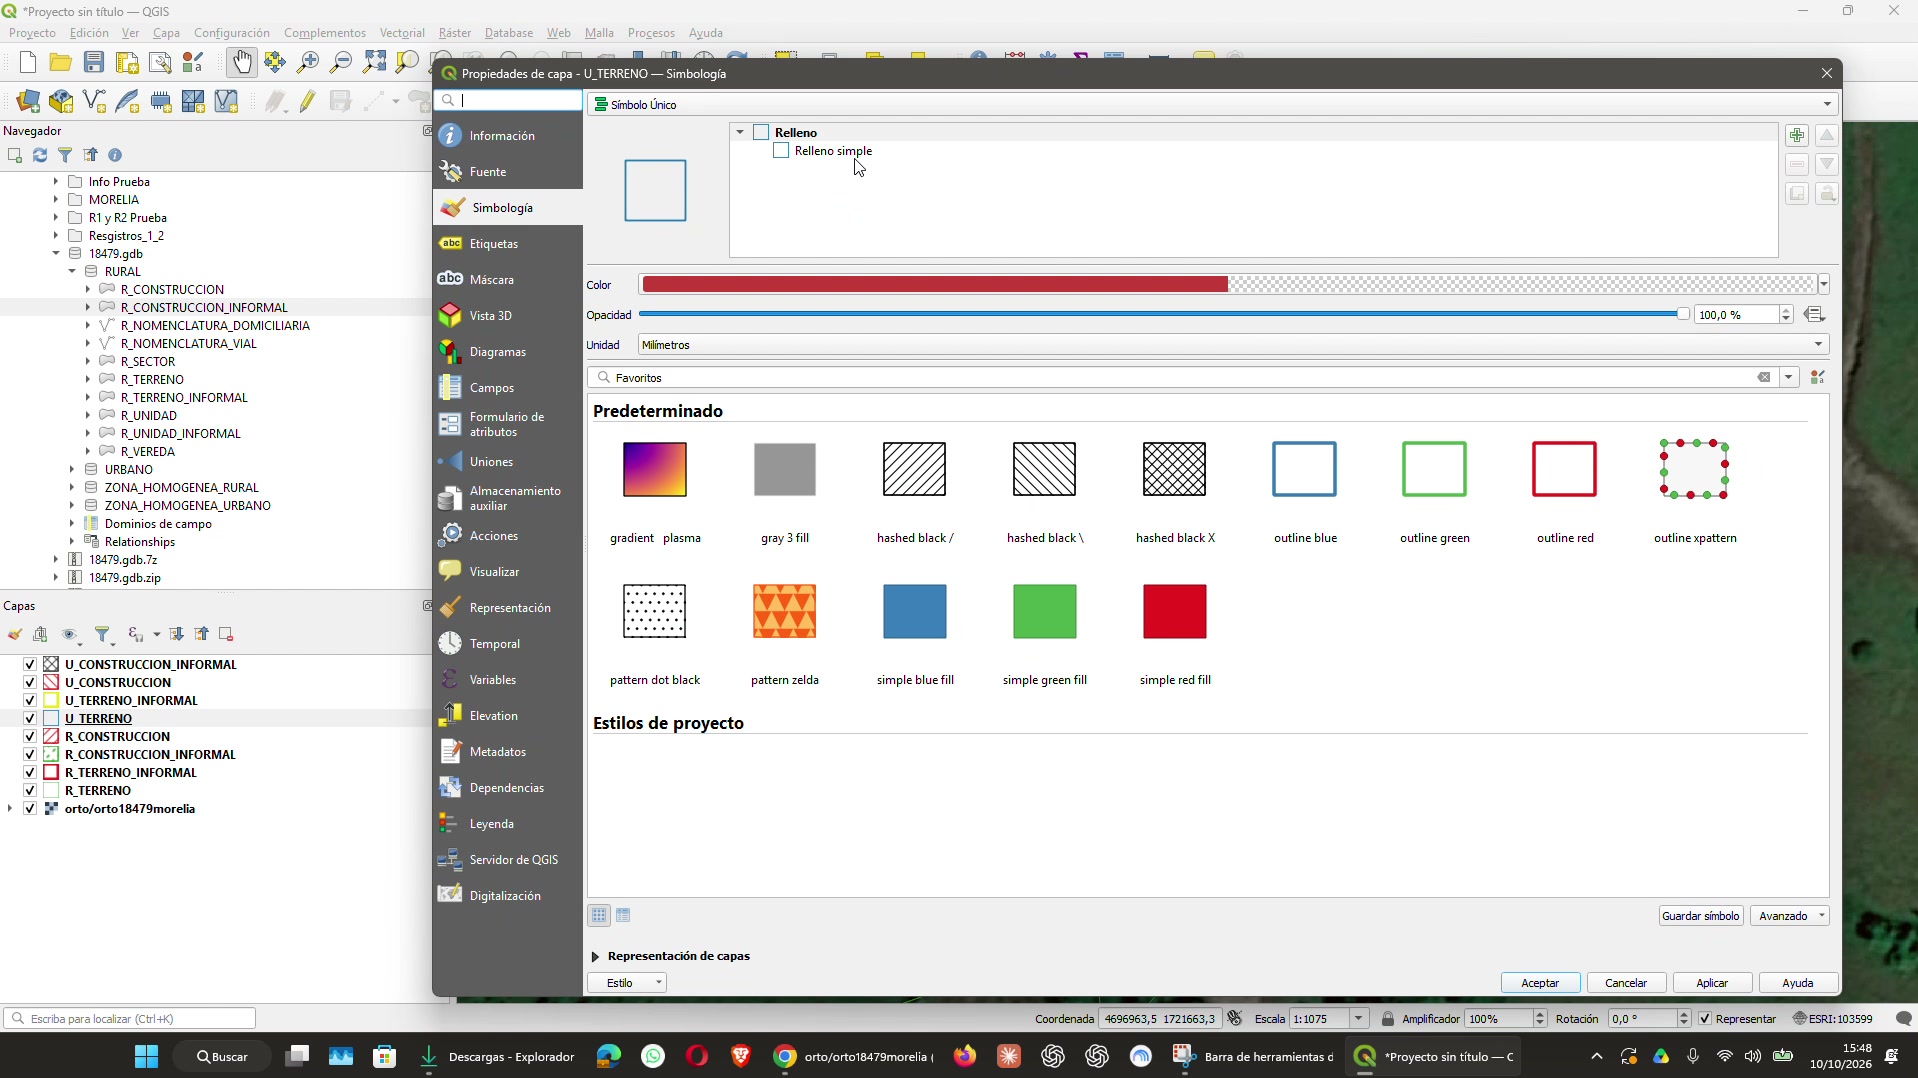 *Proyecto sin título — QGIS
Proyecto Edición Ver Capa Configuración Complementos Vectorial Ráster Database Web Malla Procesos Ayuda
Propiedades de capa - U_TERRENO — Simbología
Navegador
Info Prueba
MORELIA
R1 y R2 Prueba
Resgistros_1_2
18479.gdb
RURAL
R_CONSTRUCCION
R_CONSTRUCCION_INFORMAL
R_NOMENCLATURA_DOMICILIARIA
R_NOMENCLATURA_VIAL
R_SECTOR
R_TERRENO
R_TERRENO_INFORMAL
R_UNIDAD
R_UNIDAD_INFORMAL
R_VEREDA
URBANO
ZONA_HOMOGENEA_RURAL
ZONA_HOMOGENEA_URBANO
Dominios de campo
Relationships
18479.gdb.7z
18479.gdb.zip
Capas
U_CONSTRUCCION_INFORMAL
U_CONSTRUCCION
U_TERRENO_INFORMAL
U_TERRENO
R_CONSTRUCCION
R_CONSTRUCCION_INFORMAL
R_TERRENO_INFORMAL
R_TERRENO
orto/orto18479morelia
Información
Fuente
Simbología
abc Etiquetas
abc Máscara
Vista 3D
Diagramas
Campos
Formulario de
atributos
Uniones
Almacenamiento
auxiliar
Acciones
Visualizar
Representación
Temporal
Variables
Elevation
Metadatos
Dependencias
Leyenda
Servidor de QGIS
Digitalización
Símbolo Único
Relleno
Relleno simple
Color
Opacidad 100,0 %
Unidad Milímetros
Favoritos
Predeterminado
gradient plasma gray 3 fill hashed black / hashed black \ hashed black X outline blue outline green outline red outline xpattern
pattern dot black pattern zelda simple blue fill simple green fill simple red fill
Estilos de proyecto
Guardar símbolo Avanzado
Representación de capas
Estilo Aceptar Cancelar Aplicar Ayuda
Escriba para localizar (Ctrl+K) Coordenada 4696963,5 1721663,3 Escala 1:1075 Amplificador 100% Rotación 0,0 ° Representar ESRI:103599
Buscar Descargas - Explorador orto/orto18479morelia ( Barra de herramientas d *Proyecto sin título — C 15:48
10/10/2026